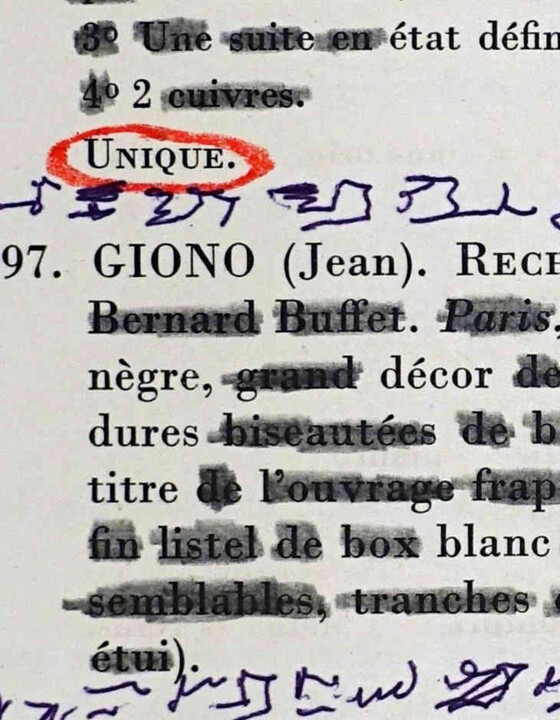 3º Une suite en état défin
4º 2 cuivres.
UNIQUE.
97. GIONO (Jean). RECH
Bernard Buffet. Paris,
nègre, grand décor de
dures biseautées de b
titre de l'ouvrage frap-
fin listel de box blanc
semblables, tranches
étui).